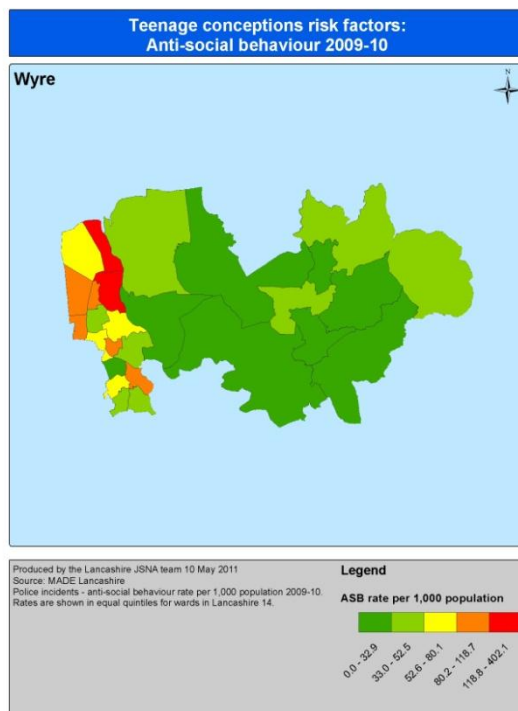 Teenage conceptions risk factors:
Anti-social behaviour 2009-10
Wyre
N
Produced by the Lancashire JSNA team 10 May 2011
Source: MADE Lancashire
Police incidents - anti-social behaviour rate per 1,000 population 2009-10.
Rates are shown in equal quintiles for wards in Lancashire 14.
Legend
ASB rate per 1,000 population
0.0 - 32.9
33.0 - 52.5
52.6 - 80.1
80.2 - 118.7
118.8 - 402.1